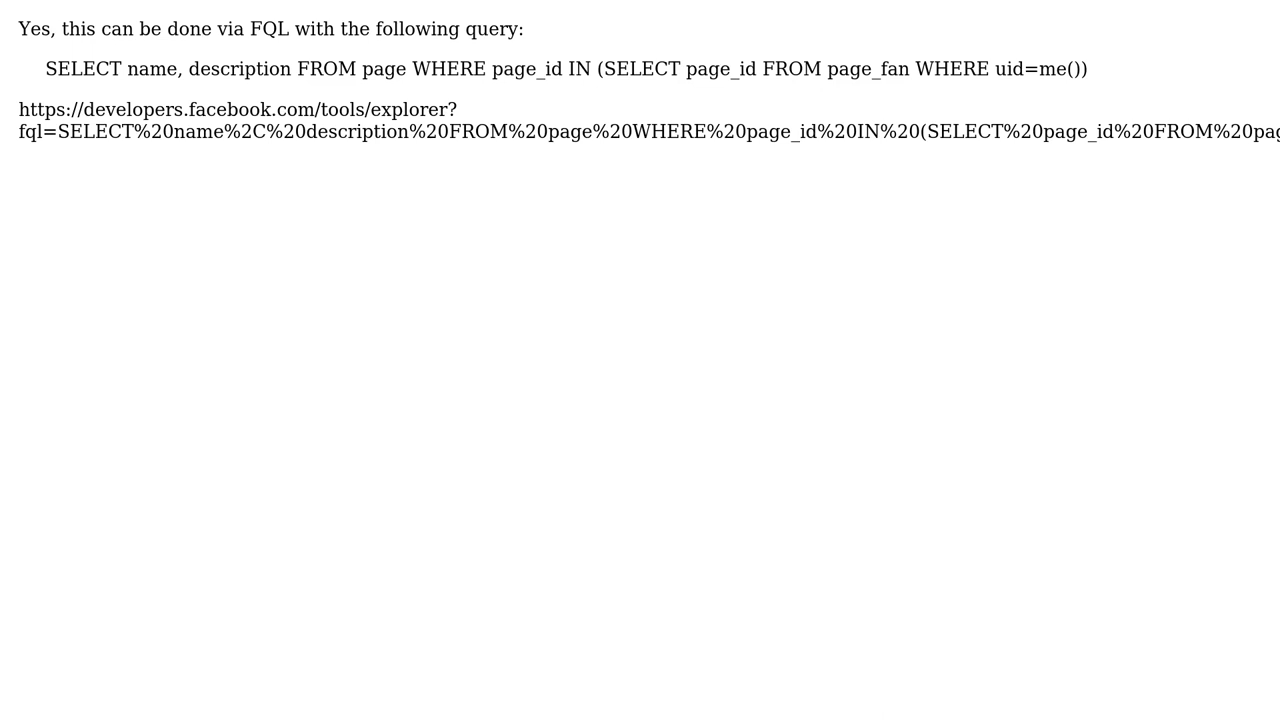 Yes, this can be done via FQL with the following query:
SELECT name, description FROM page WHERE page_id IN (SELECT page_id FROM page_fan WHERE uid=me())
https://developers.facebook.com/tools/explorer?
fql=SELECT%20name%2C%20description%20FROM%20page%20WHERE%20page_id%20IN%20(SELECT%20page_id%20FROM%20pag